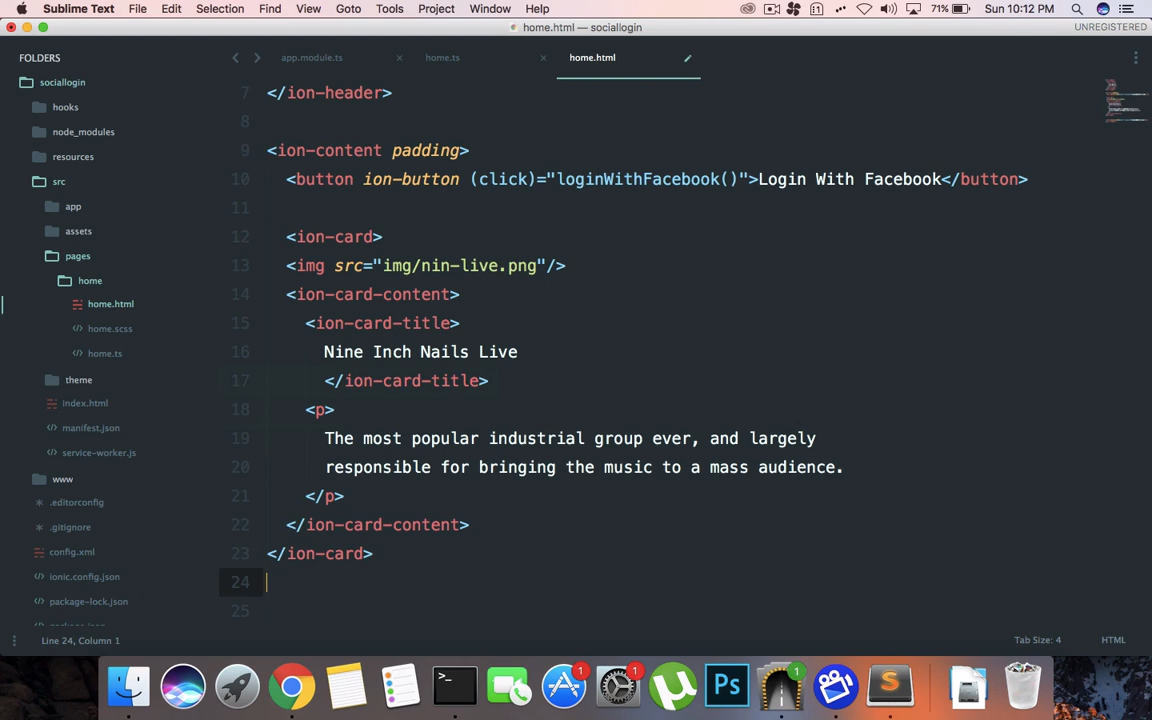 Sublime Text File Edit Selection Find View Goto Tools Project Window Help 71% Sun 10:12 PM
home.html — sociallogin UNREGISTERED
FOLDERS
sociallogin
hooks
node_modules
resources
src
app
assets
pages
home
home.html
home.scss
home.ts
theme
index.html
manifest.json
service-worker.js
www
.editorconfig
.gitignore
config.xml
ionic.config.json
package-lock.json
app.module.ts home.ts home.html
7 </ion-header>
8
9 <ion-content padding>
10 <button ion-button (click)="loginWithFacebook()">Login With Facebook</button>
11
12 <ion-card>
13 <img src="img/nin-live.png"/>
14 <ion-card-content>
15 <ion-card-title>
16 Nine Inch Nails Live
17 </ion-card-title>
18 <p>
19 The most popular industrial group ever, and largely
20 responsible for bringing the music to a mass audience.
21 </p>
22 </ion-card-content>
23 </ion-card>
24
25
Line 24, Column 1 Tab Size: 4 HTML
1 1 Ps 1 S